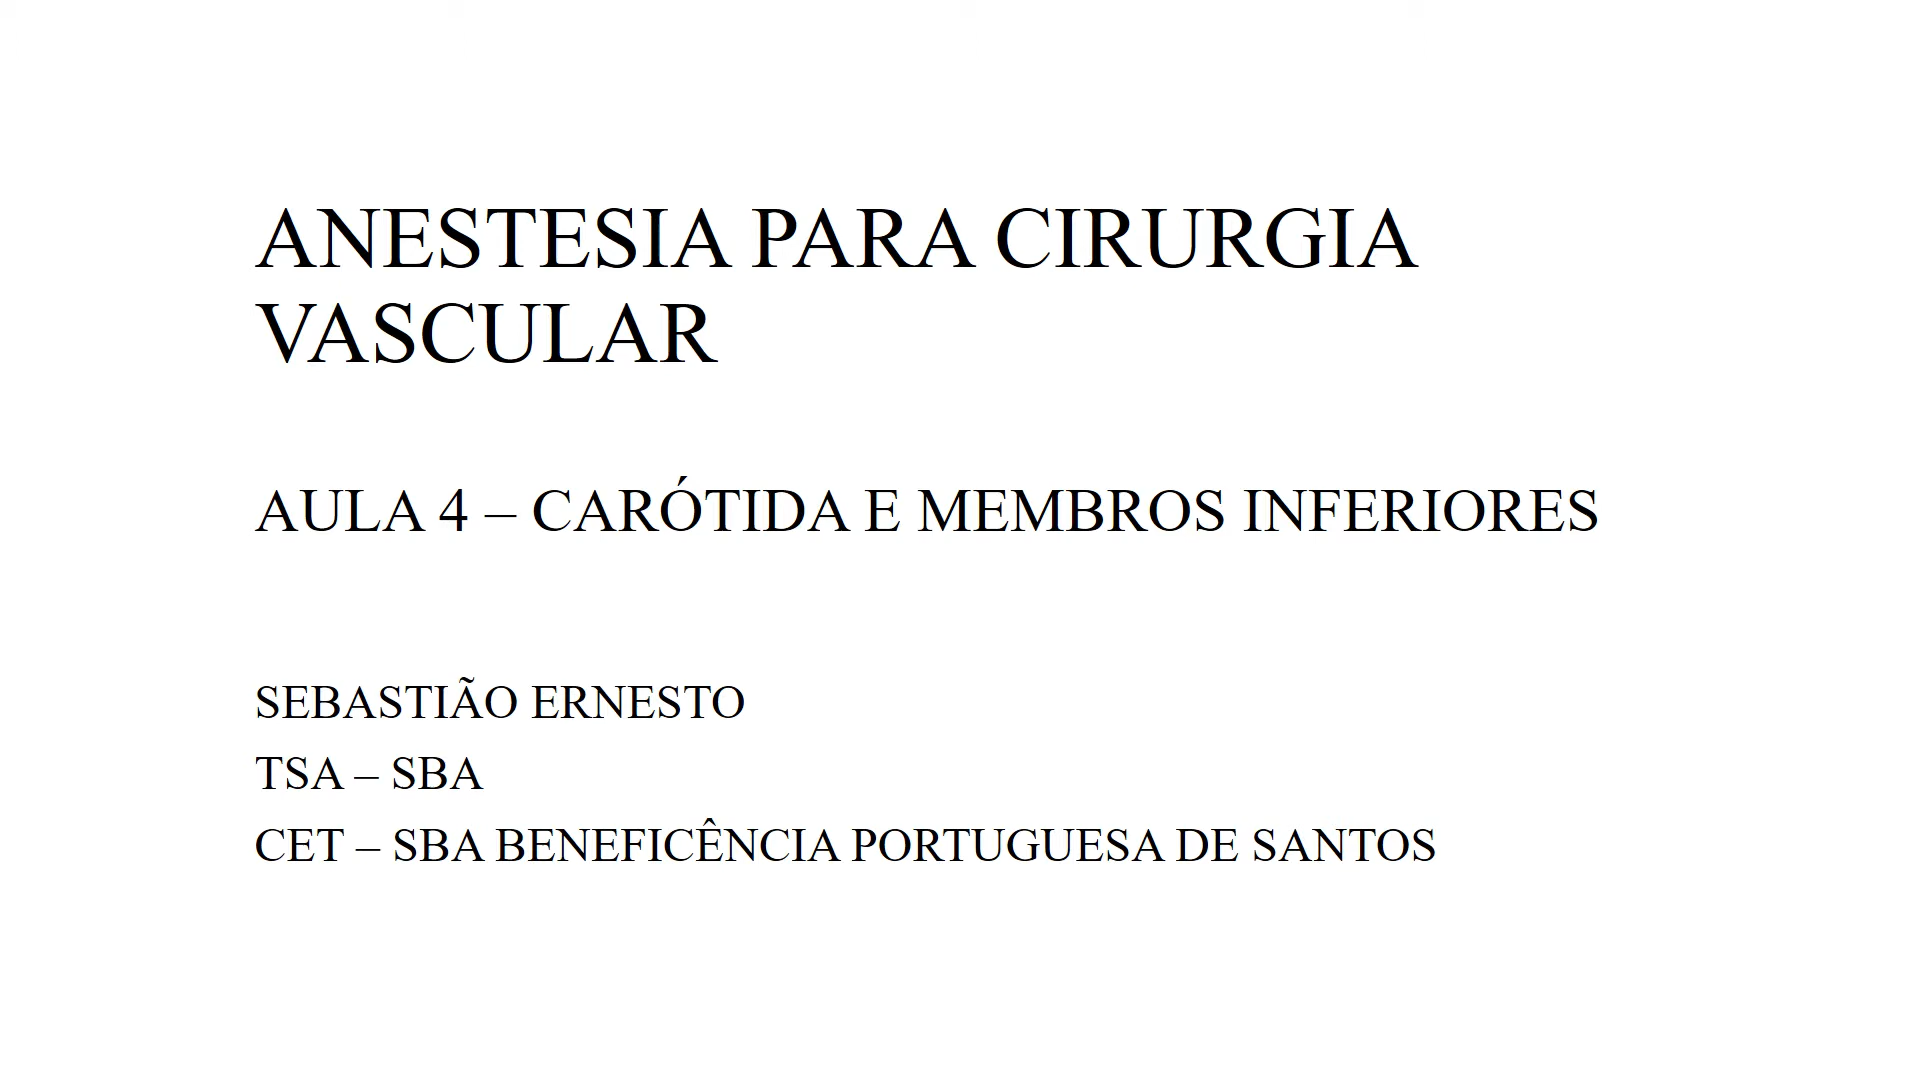 ANESTESIA PARA CIRURGIA
VASCULAR
AULA 4 – CARÓTIDA E MEMBROS INFERIORES
SEBASTIÃO ERNESTO
TSA – SBA
CET – SBA BENEFICÊNCIA PORTUGUESA DE SANTOS